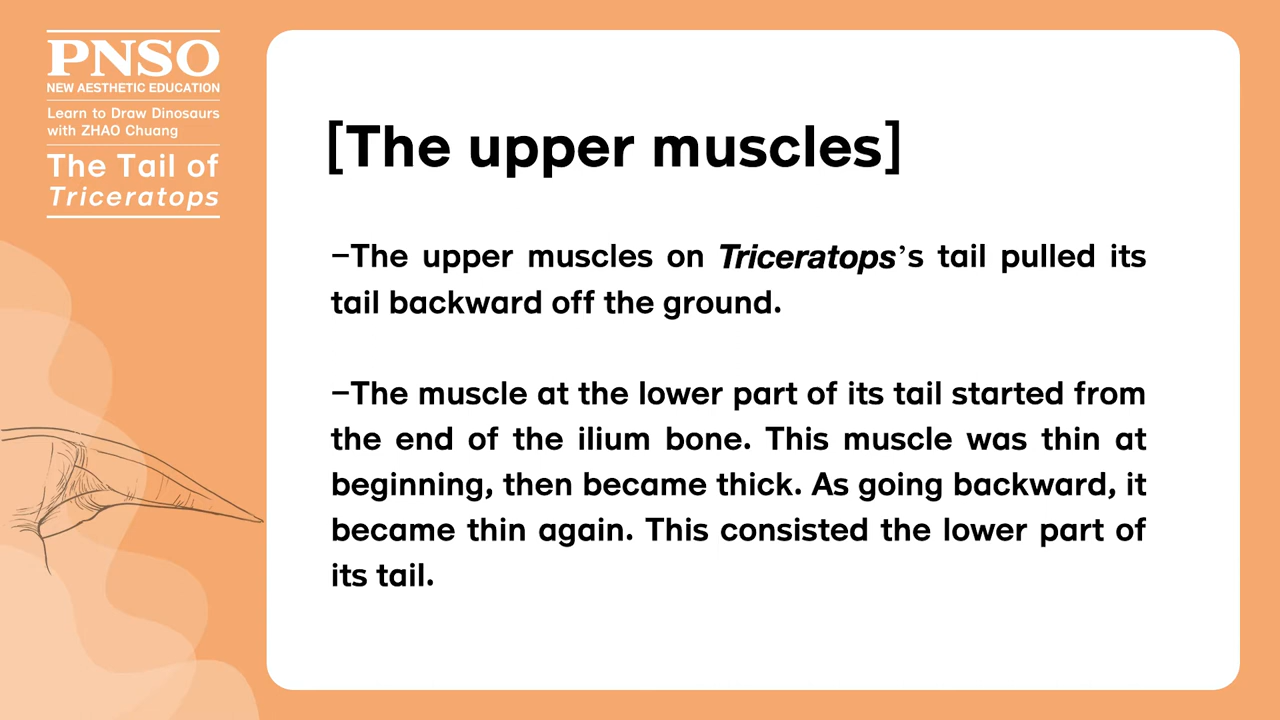 PNSO
NEW AESTHETIC EDUCATION
Learn to Draw Dinosaurs
with ZHAO Chuang
The Tail of
Triceratops
[The upper muscles]
–The upper muscles on Triceratops’s tail pulled its
tail backward off the ground.
–The muscle at the lower part of its tail started from
the end of the ilium bone. This muscle was thin at
beginning, then became thick. As going backward, it
became thin again. This consisted the lower part of
its tail.